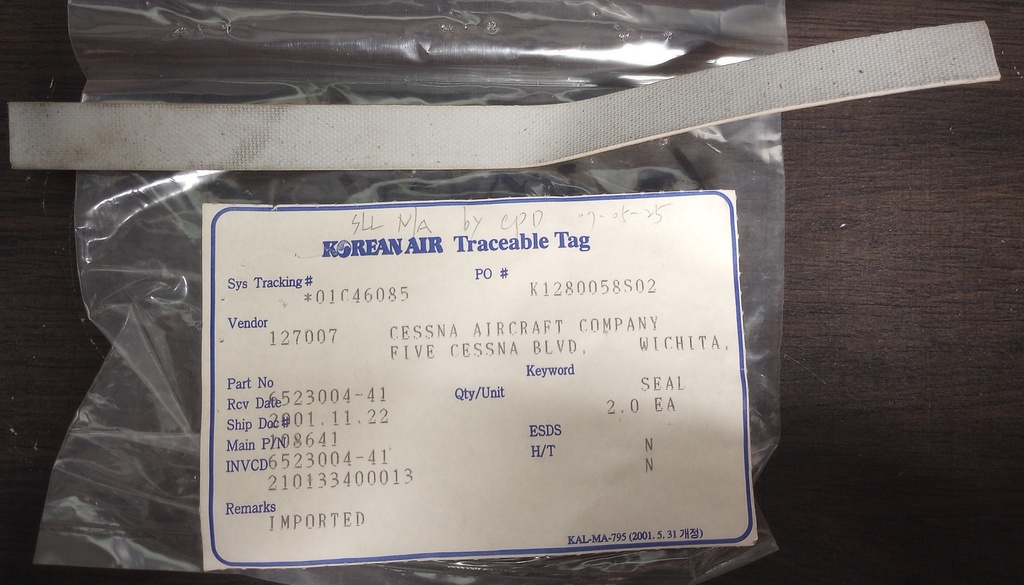 SLL N/A by CPD 07-05-25
KOREAN AIR Traceable Tag
Sys Tracking# PO #
*01C46085 K1280058S02
Vendor
127007 CESSNA AIRCRAFT COMPANY
FIVE CESSNA BLVD, WICHITA,
Part No Keyword
6523004-41 SEAL
Rcv Date Qty/Unit
2001.11.22 2.0 EA
Ship Doc#
108641
Main P/N ESDS
6523004-41 N
INVCD H/T
210133400013 N
Remarks
IMPORTED
KAL-MA-795 (2001. 5. 31 개정)